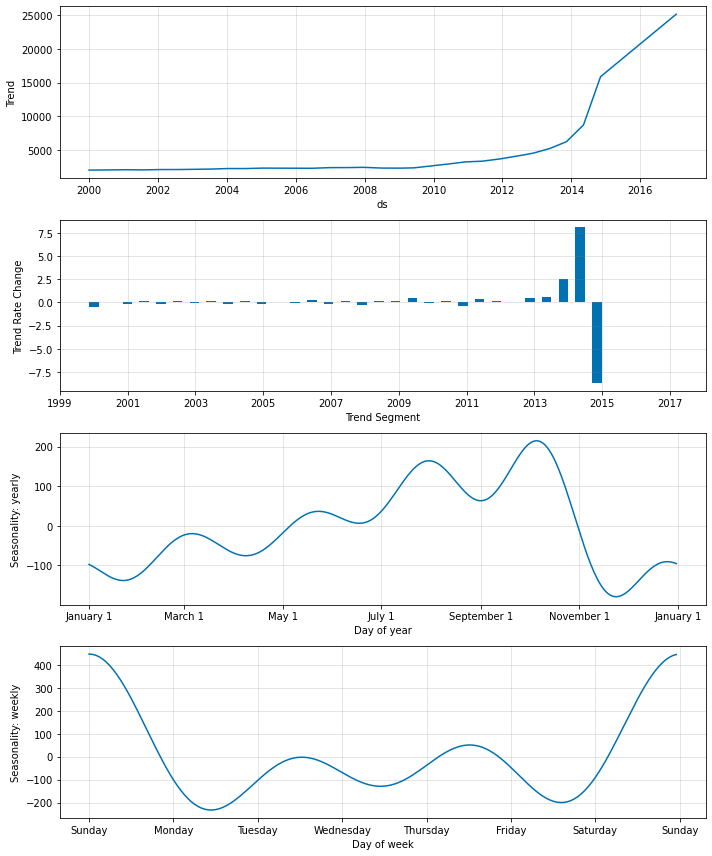 Trend
25000
20000
15000
10000
5000
2000 2002 2004 2006 2008 2010 2012 2014 2016
ds
Trend Rate Change
7.5
5.0
2.5
0.0
−2.5
−5.0
−7.5
1999 2001 2003 2005 2007 2009 2011 2013 2015 2017
Trend Segment
Seasonality: yearly
200
100
0
−100
January 1 March 1 May 1 July 1 September 1 November 1 January 1
Day of year
Seasonality: weekly
400
300
200
100
0
−100
−200
Sunday Monday Tuesday Wednesday Thursday Friday Saturday Sunday
Day of week